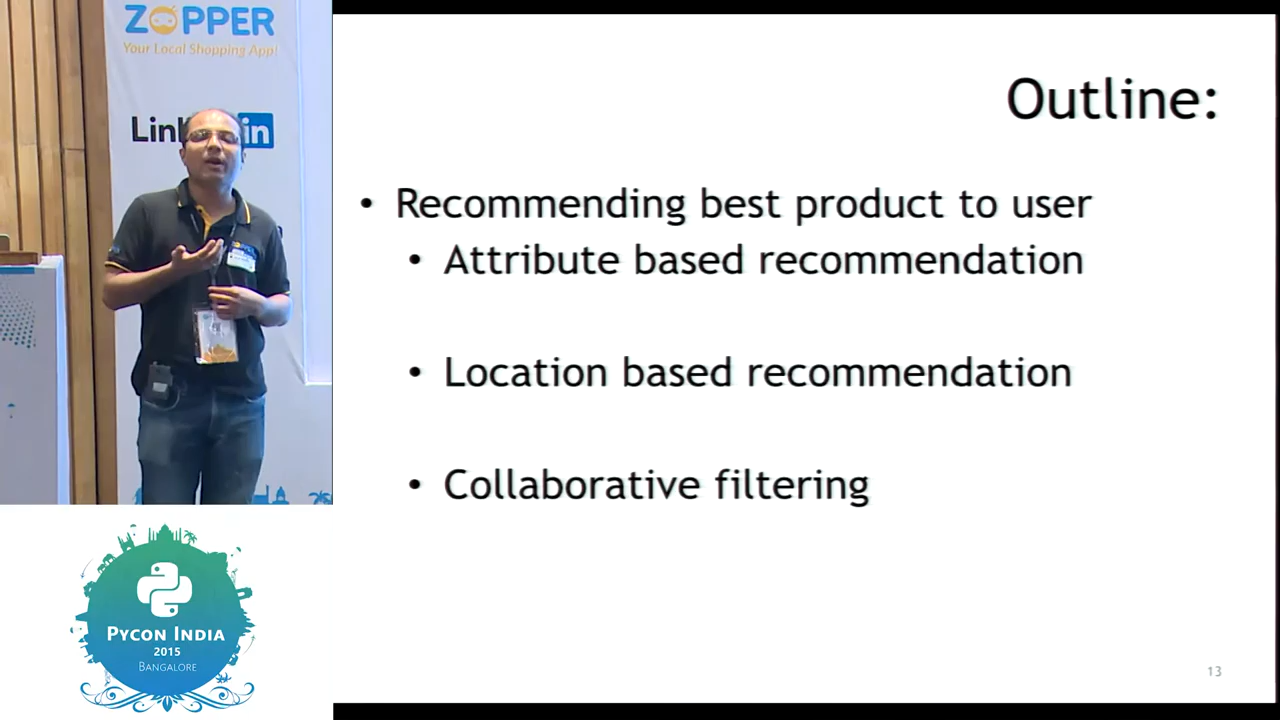 ZOPPER
Your Local Shopping App!
Linkedin
Outline:
• Recommending best product to user
• Attribute based recommendation
• Location based recommendation
• Collaborative filtering
13
PYCON INDIA
2015
BANGALORE